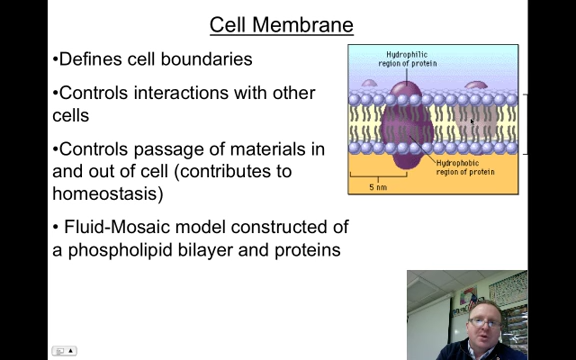 Cell Membrane
•Defines cell boundaries
•Controls interactions with other
cells
•Controls passage of materials in
and out of cell (contributes to
homeostasis)
• Fluid-Mosaic model constructed of
a phospholipid bilayer and proteins
Hydrophilic
region of protein
Hydrophobic
region of protein
5 nm